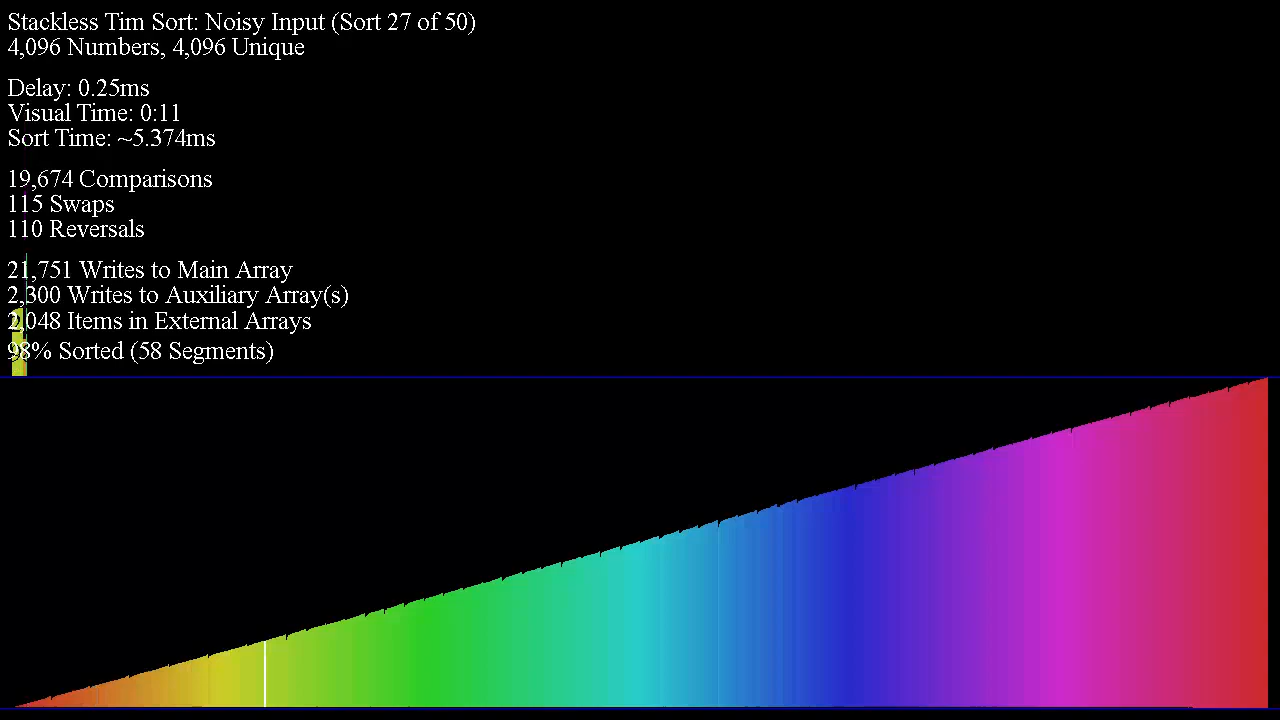 Stackless Tim Sort: Noisy Input (Sort 27 of 50)
4,096 Numbers, 4,096 Unique
Delay: 0.25ms
Visual Time: 0:11
Sort Time: ~5.374ms
19,674 Comparisons
115 Swaps
110 Reversals
21,751 Writes to Main Array
2,300 Writes to Auxiliary Array(s)
2,048 Items in External Arrays
98% Sorted (58 Segments)